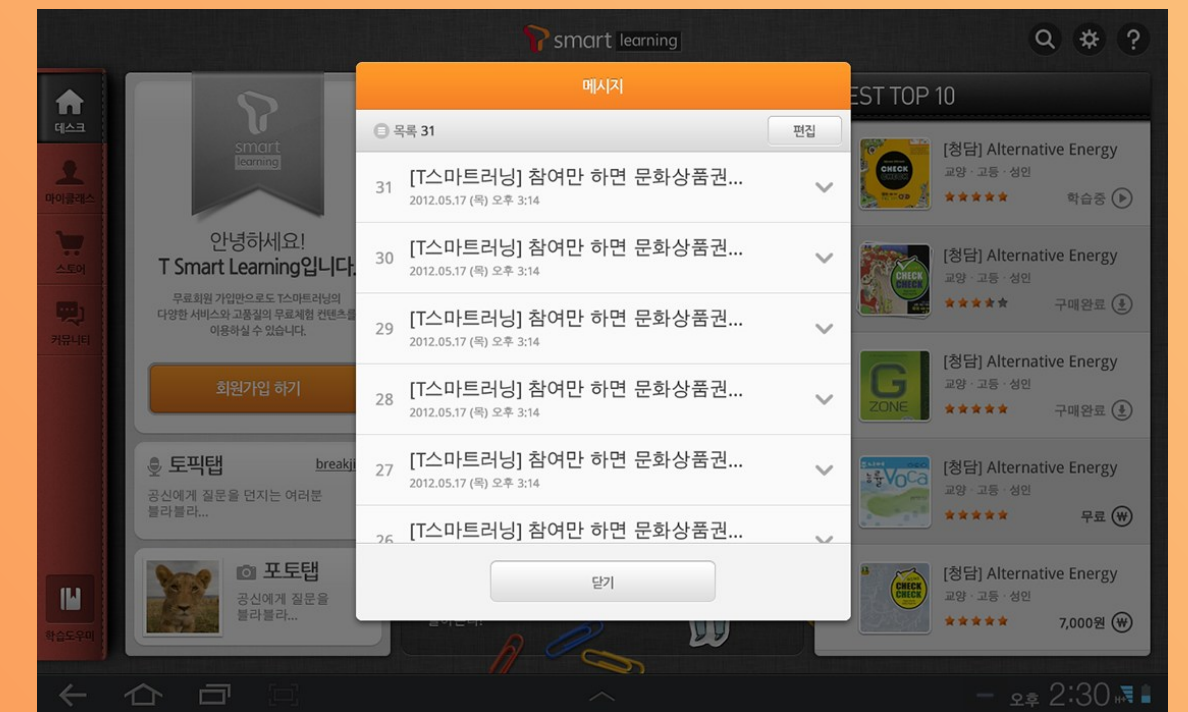 smart learning
메시지
목록 31
편집
31
[T스마트러닝] 참여만 하면 문화상품권...
2012.05.17 (목) 오후 3:14
30
[T스마트러닝] 참여만 하면 문화상품권...
2012.05.17 (목) 오후 3:14
29
[T스마트러닝] 참여만 하면 문화상품권...
2012.05.17 (목) 오후 3:14
28
[T스마트러닝] 참여만 하면 문화상품권...
2012.05.17 (목) 오후 3:14
27
[T스마트러닝] 참여만 하면 문화상품권...
2012.05.17 (목) 오후 3:14
26
[T스마트러닝] 참여만 하면 문화상품권...
닫기
데스크
마이클래스
스토어
커뮤니티
학습도우미
smart
learning
안녕하세요!
T Smart Learning입니다.
무료회원 가입만으로도 T스마트러닝의
다양한 서비스와 고품질의 무료체험 컨텐츠를
이용하실 수 있습니다.
회원가입 하기
토픽탭
breakji
공신에게 질문을 던지는 여러분
블라블라...
포토탭
공신에게 질문을
블라블라...
EST TOP 10
CHECK
[청담] Alternative Energy
교양 · 고등 · 성인
학습중
CHECK
CHECK
[청담] Alternative Energy
교양 · 고등 · 성인
구매완료
G
ZONE
[청담] Alternative Energy
교양 · 고등 · 성인
구매완료
Voca
[청담] Alternative Energy
교양 · 고등 · 성인
무료
CHECK
CHECK
[청담] Alternative Energy
교양 · 고등 · 성인
7,000원
오후 2:30
H+